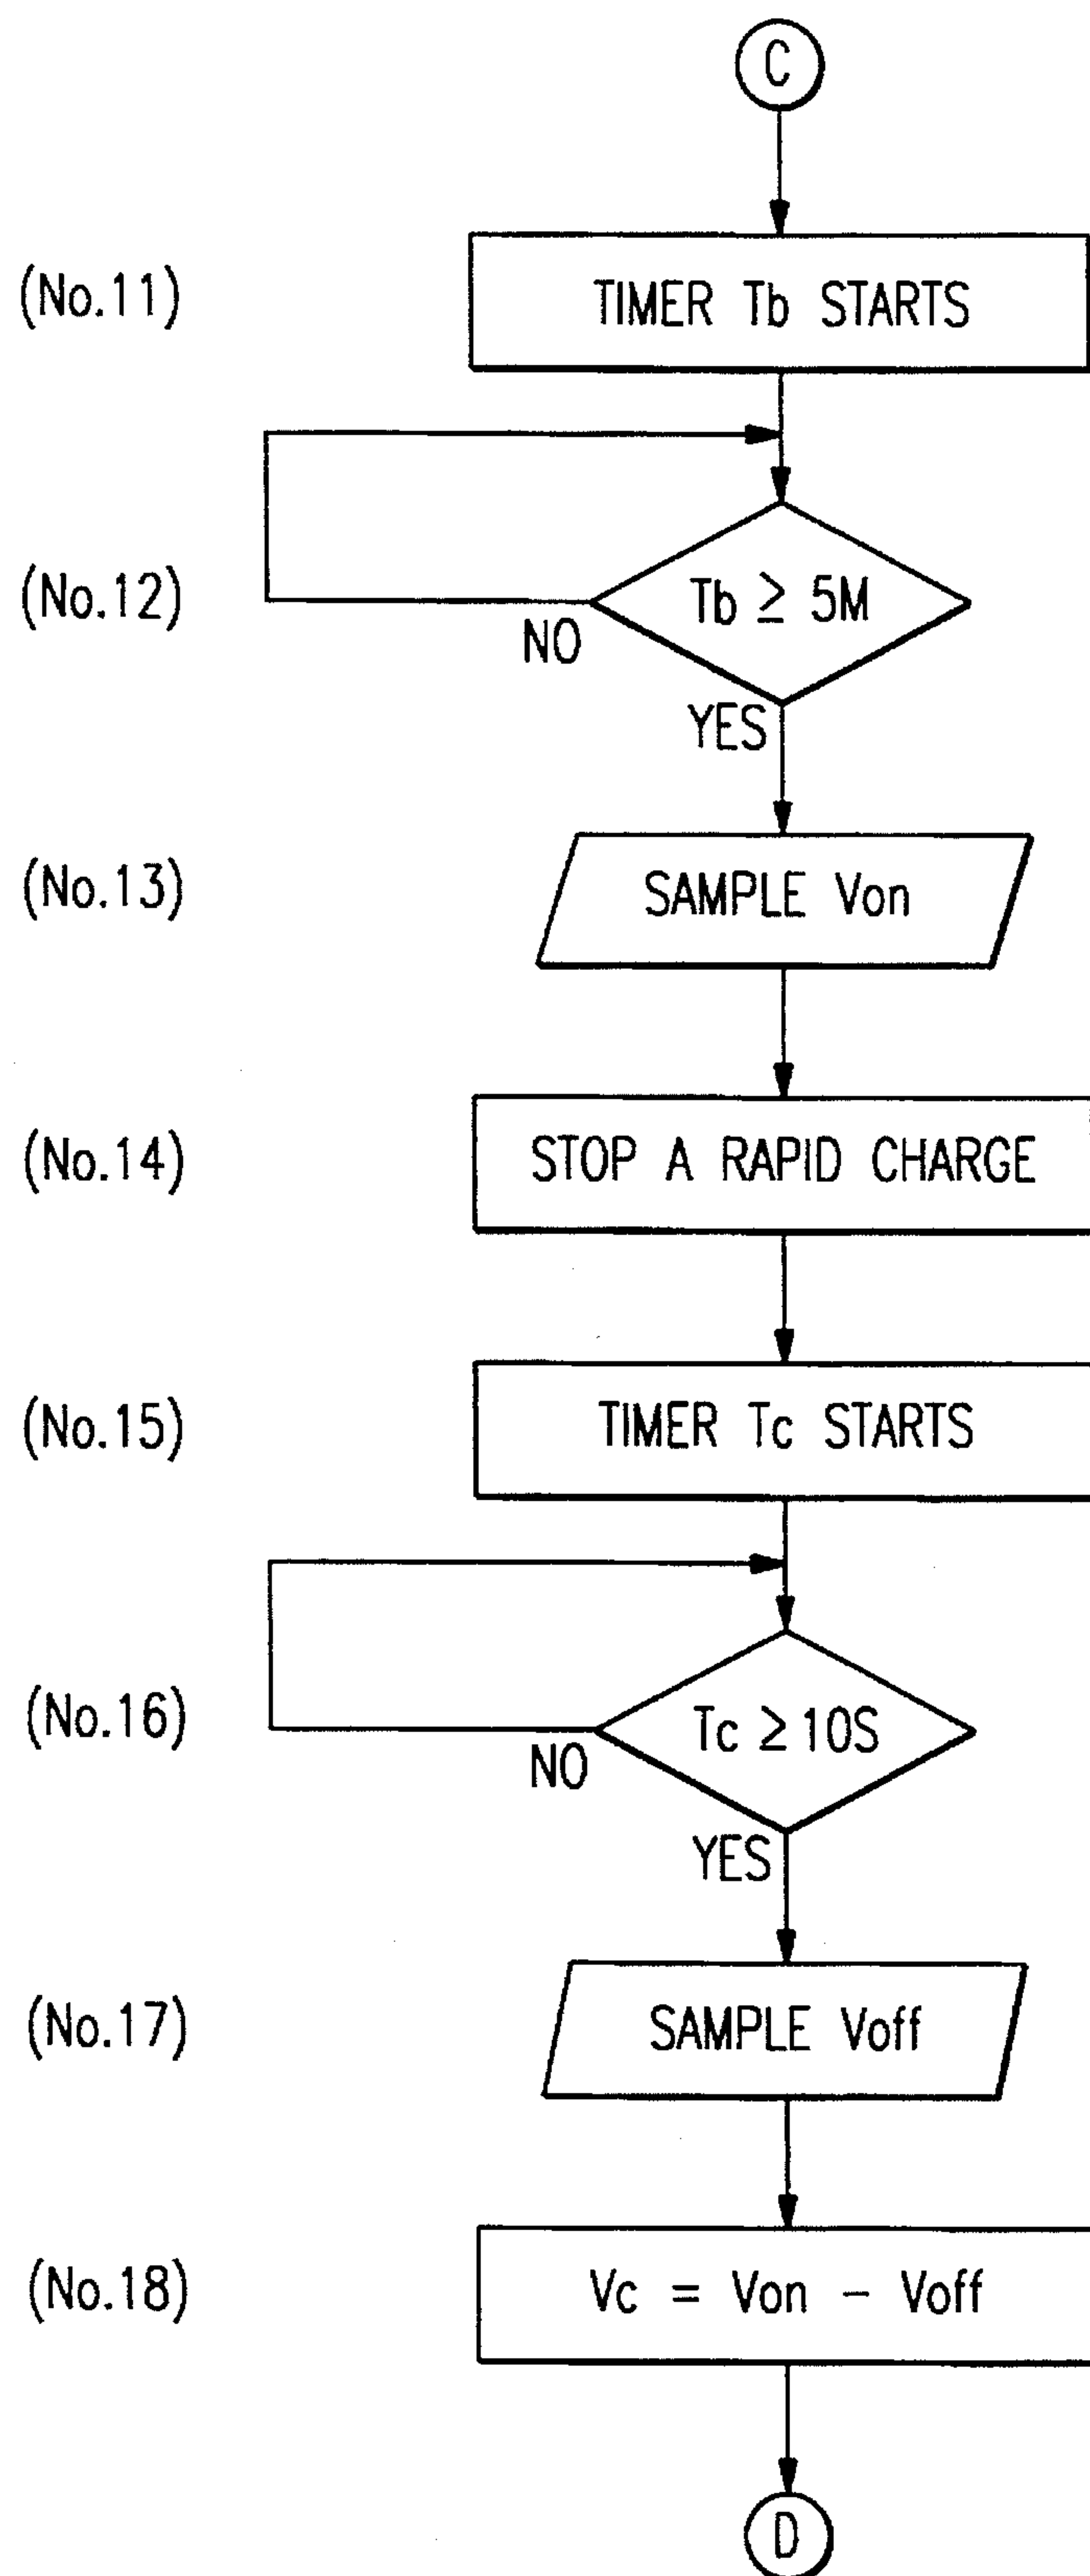 C
(No.11)
TIMER Tb STARTS
(No.12)
Tb ≥ 5M
NO
YES
(No.13)
SAMPLE Von
(No.14)
STOP A RAPID CHARGE
(No.15)
TIMER Tc STARTS
(No.16)
Tc ≥ 10S
NO
YES
(No.17)
SAMPLE Voff
(No.18)
Vc = Von - Voff
D